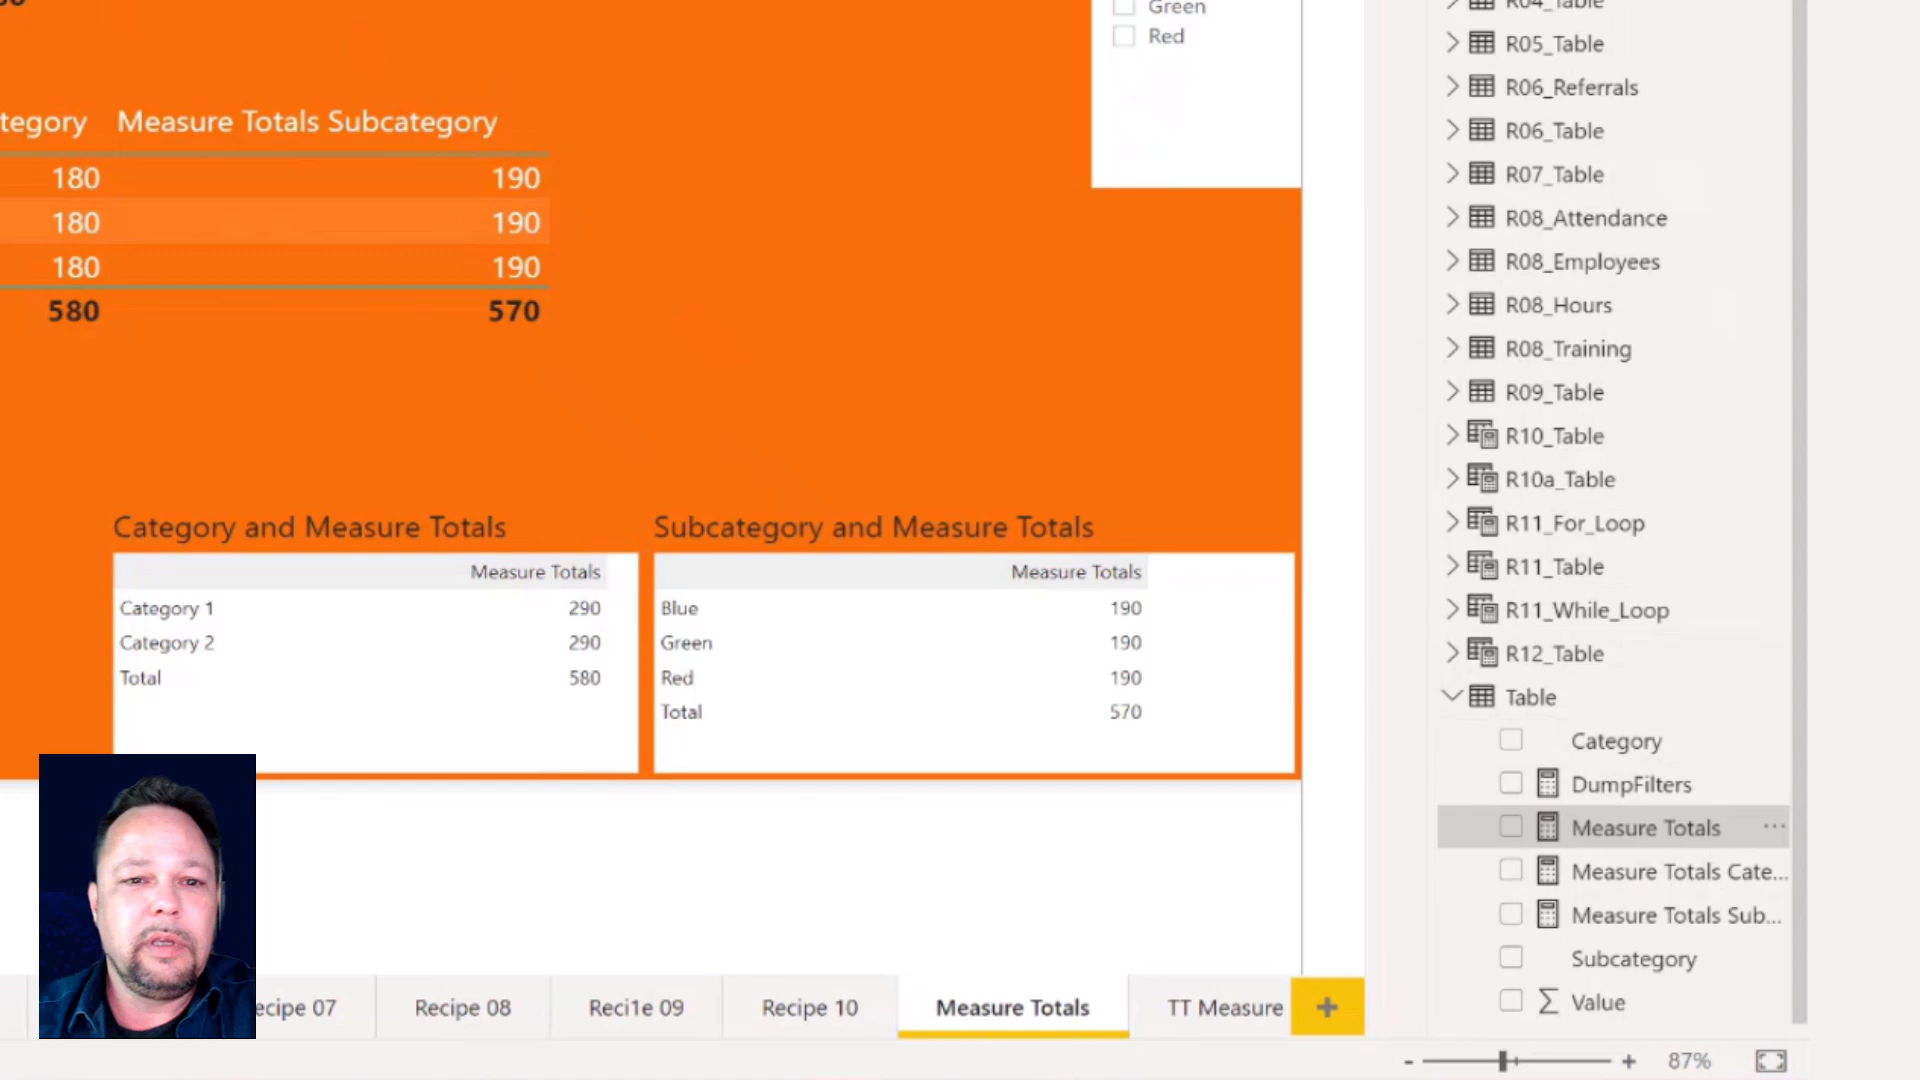 Green
Red
tegory Measure Totals Subcategory
180 190
180 190
180 190
580 570
Category and Measure Totals
Measure Totals
Category 1 290
Category 2 290
Total 580
Subcategory and Measure Totals
Measure Totals
Blue 190
Green 190
Red 190
Total 570
R04_Table
R05_Table
R06_Referrals
R06_Table
R07_Table
R08_Attendance
R08_Employees
R08_Hours
R08_Training
R09_Table
R10_Table
R10a_Table
R11_For_Loop
R11_Table
R11_While_Loop
R12_Table
Table
Category
DumpFilters
Measure Totals ...
Measure Totals Cate...
Measure Totals Sub...
Subcategory
Value
ecipe 07
Recipe 08
Reci1e 09
Recipe 10
Measure Totals
TT Measure
+
- + 87%